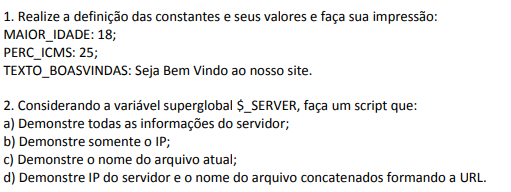 1. Realize a definição das constantes e seus valores e faça sua impressão:
MAIOR_IDADE: 18;
PERC_ICMS: 25;
TEXTO_BOASVINDAS: Seja Bem Vindo ao nosso site.
2. Considerando a variável superglobal $_SERVER, faça um script que:
a) Demonstre todas as informações do servidor;
b) Demonstre somente o IP;
c) Demonstre o nome do arquivo atual;
d) Demonstre IP do servidor e o nome do arquivo concatenados formando a URL.